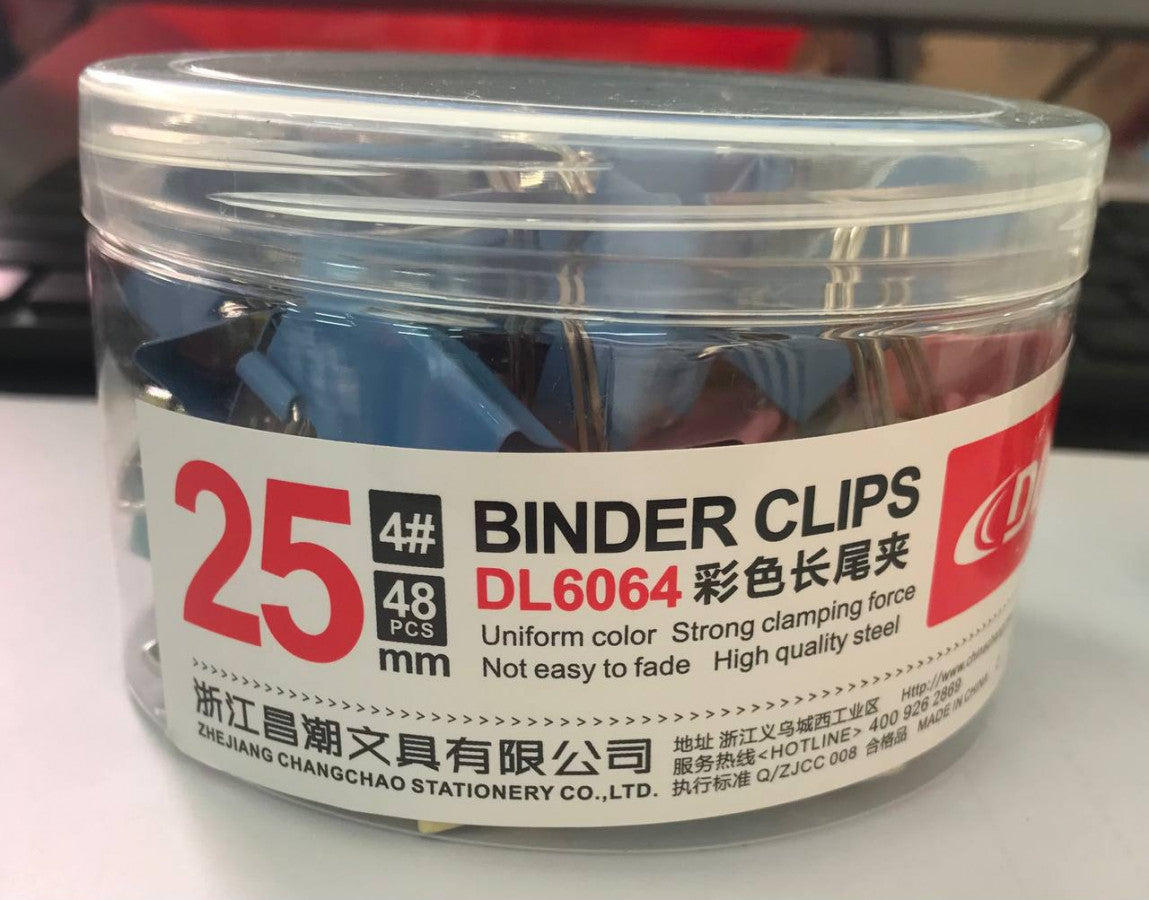 25
mm
4#
48
PCS
BINDER CLIPS
DL6064 彩色长尾夹
Uniform color Strong clamping force
Not easy to fade High quality steel
浙江昌潮文具有限公司
ZHEJIANG CHANGCHAO STATIONERY CO.,LTD.
地址 浙江义乌城西工业区
服务热线<HOTLINE> 400 926 2869
执行标准 Q/ZJCC 008 合格品 MADE IN CHINA